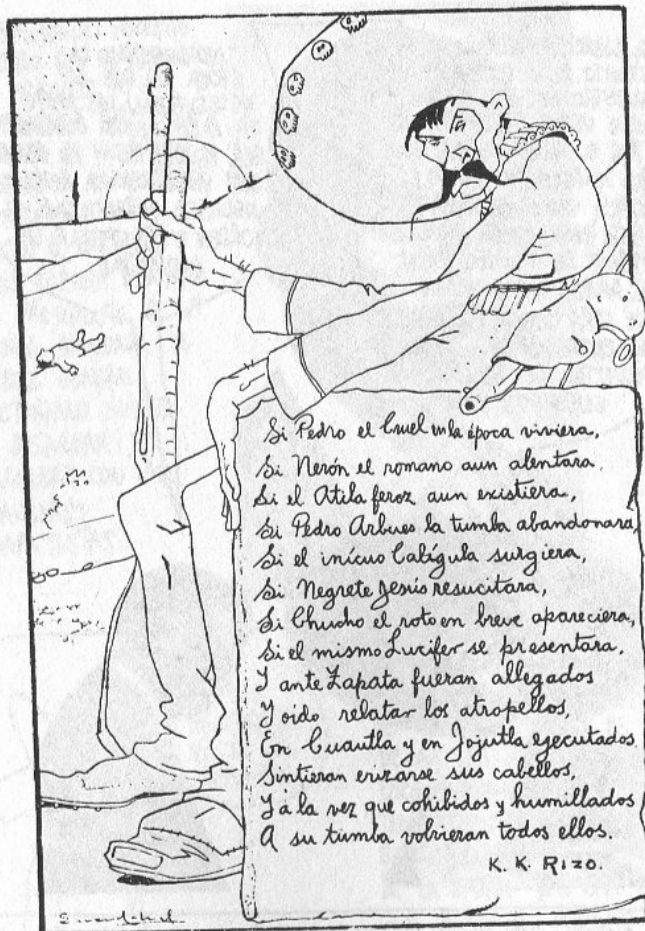 Si Pedro el Cruel en la época viviera,
Si Nerón el romano aun alentara,
Si el Atila feroz aun existiera,
Si Pedro Arbues la tumba abandonara,
Si el inícuo Calígula surgiera,
Si Negrete Jesús resucitara,
Si Chucho el roto en breve apareciera,
Si el mismo Lucifer se presentara,
Y ante Zapata fueran allegados
Y oido relatar los atropellos,
En Cuautla y en Jojutla ejecutados
Sintieran erizarse sus cabellos,
Y á la vez que cohibidos y humillados
A su tumba volvieran todos ellos.
K. K. RIZO.